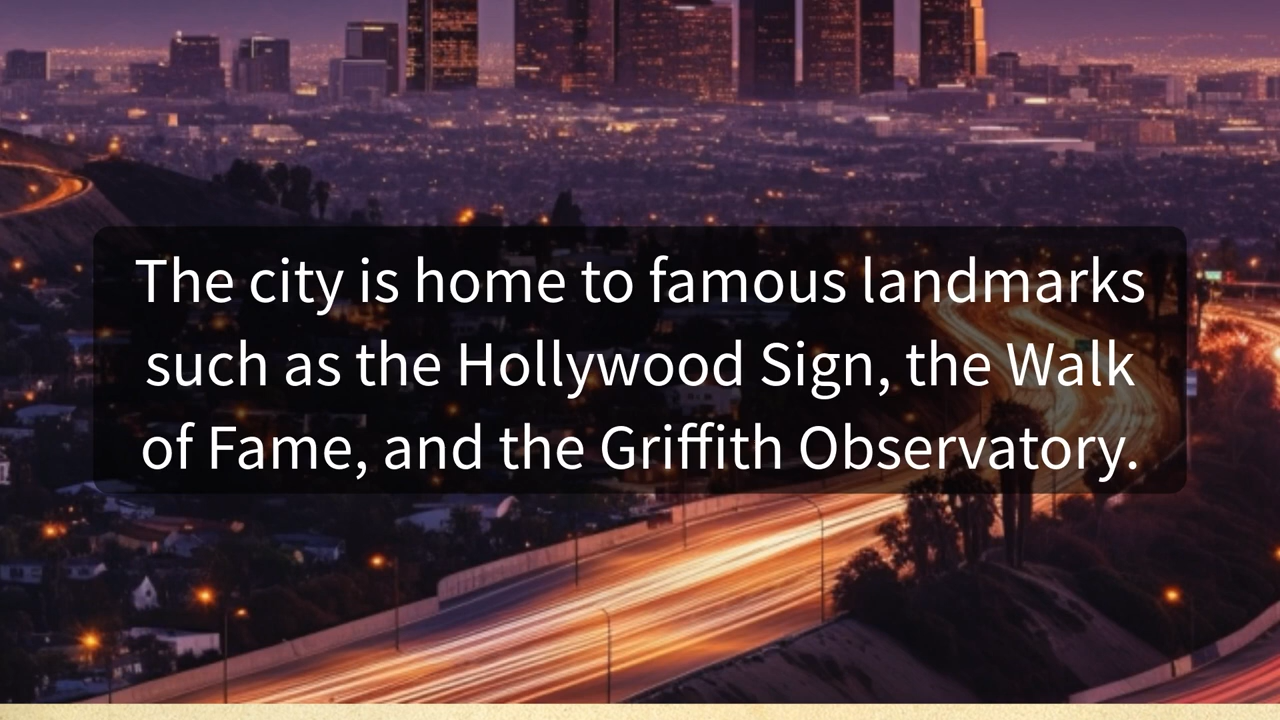 The city is home to famous landmarks
such as the Hollywood Sign, the Walk
of Fame, and the Griffith Observatory.